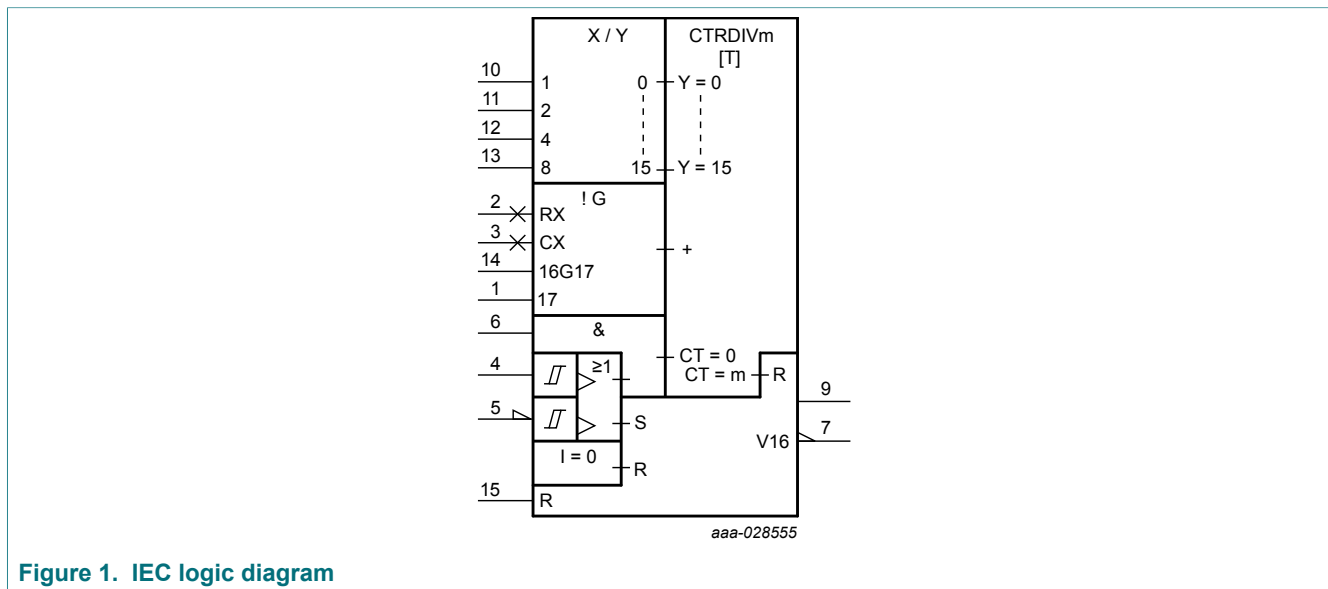 X / Y
CTRDIVm
[T]
10
1
0
Y = 0
11
2
12
4
13
8
15
Y = 15
! G
2
RX
3
CX
+
14
16G17
1
17
6
&
CT = 0
4
≥1
CT = m
R
9
5
S
7
V16
I = 0
R
15
R
aaa-028555
Figure 1. IEC logic diagram